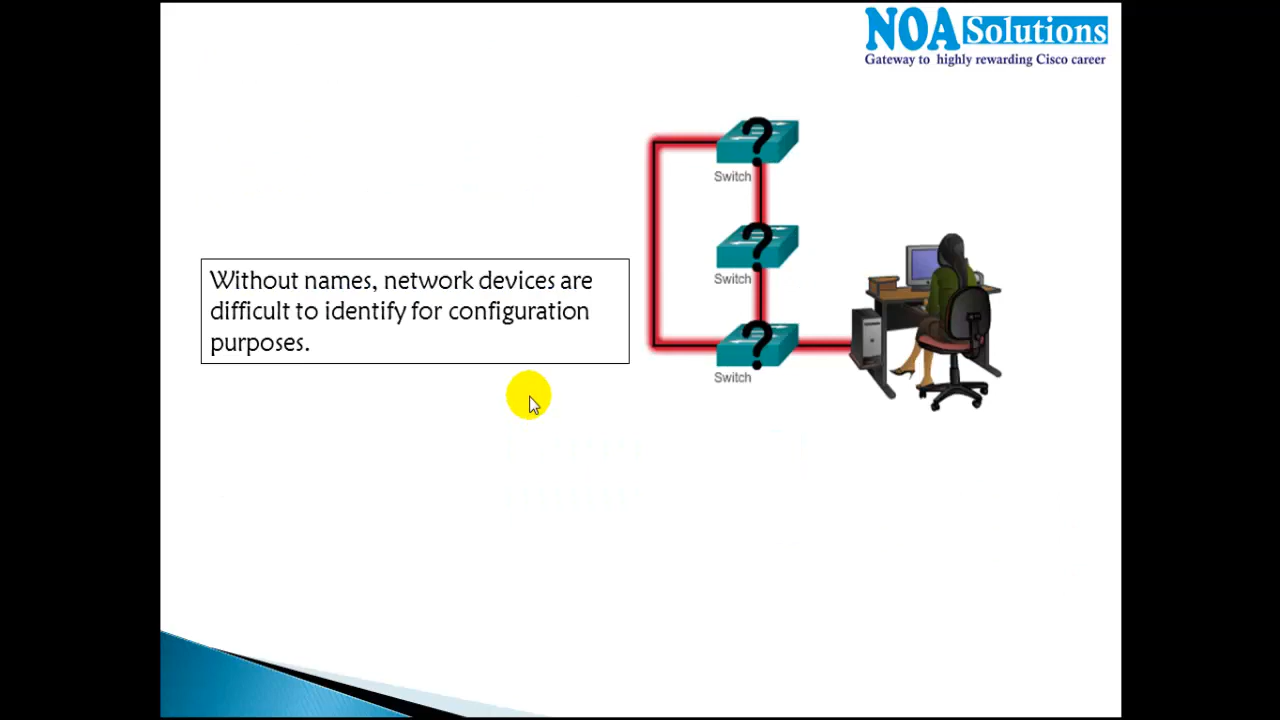 NOA Solutions
Gateway to highly rewarding Cisco career
?
Switch
?
Switch
Without names, network devices are
difficult to identify for configuration
purposes.
?
Switch